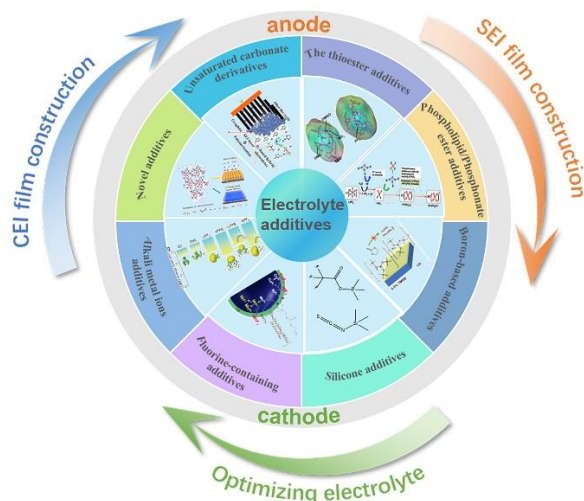 anode
SEI film construction
CEI film construction
Unsaturated carbonate
derivatives
The thioester additives
Phospholipid/Phosphonate
ester additives
Boron-based additives
Silicone additives
Fluorine-containing
additives
Alkali metal ions
additives
Novel additives
Electrolyte
additives
cathode
Optimizing electrolyte